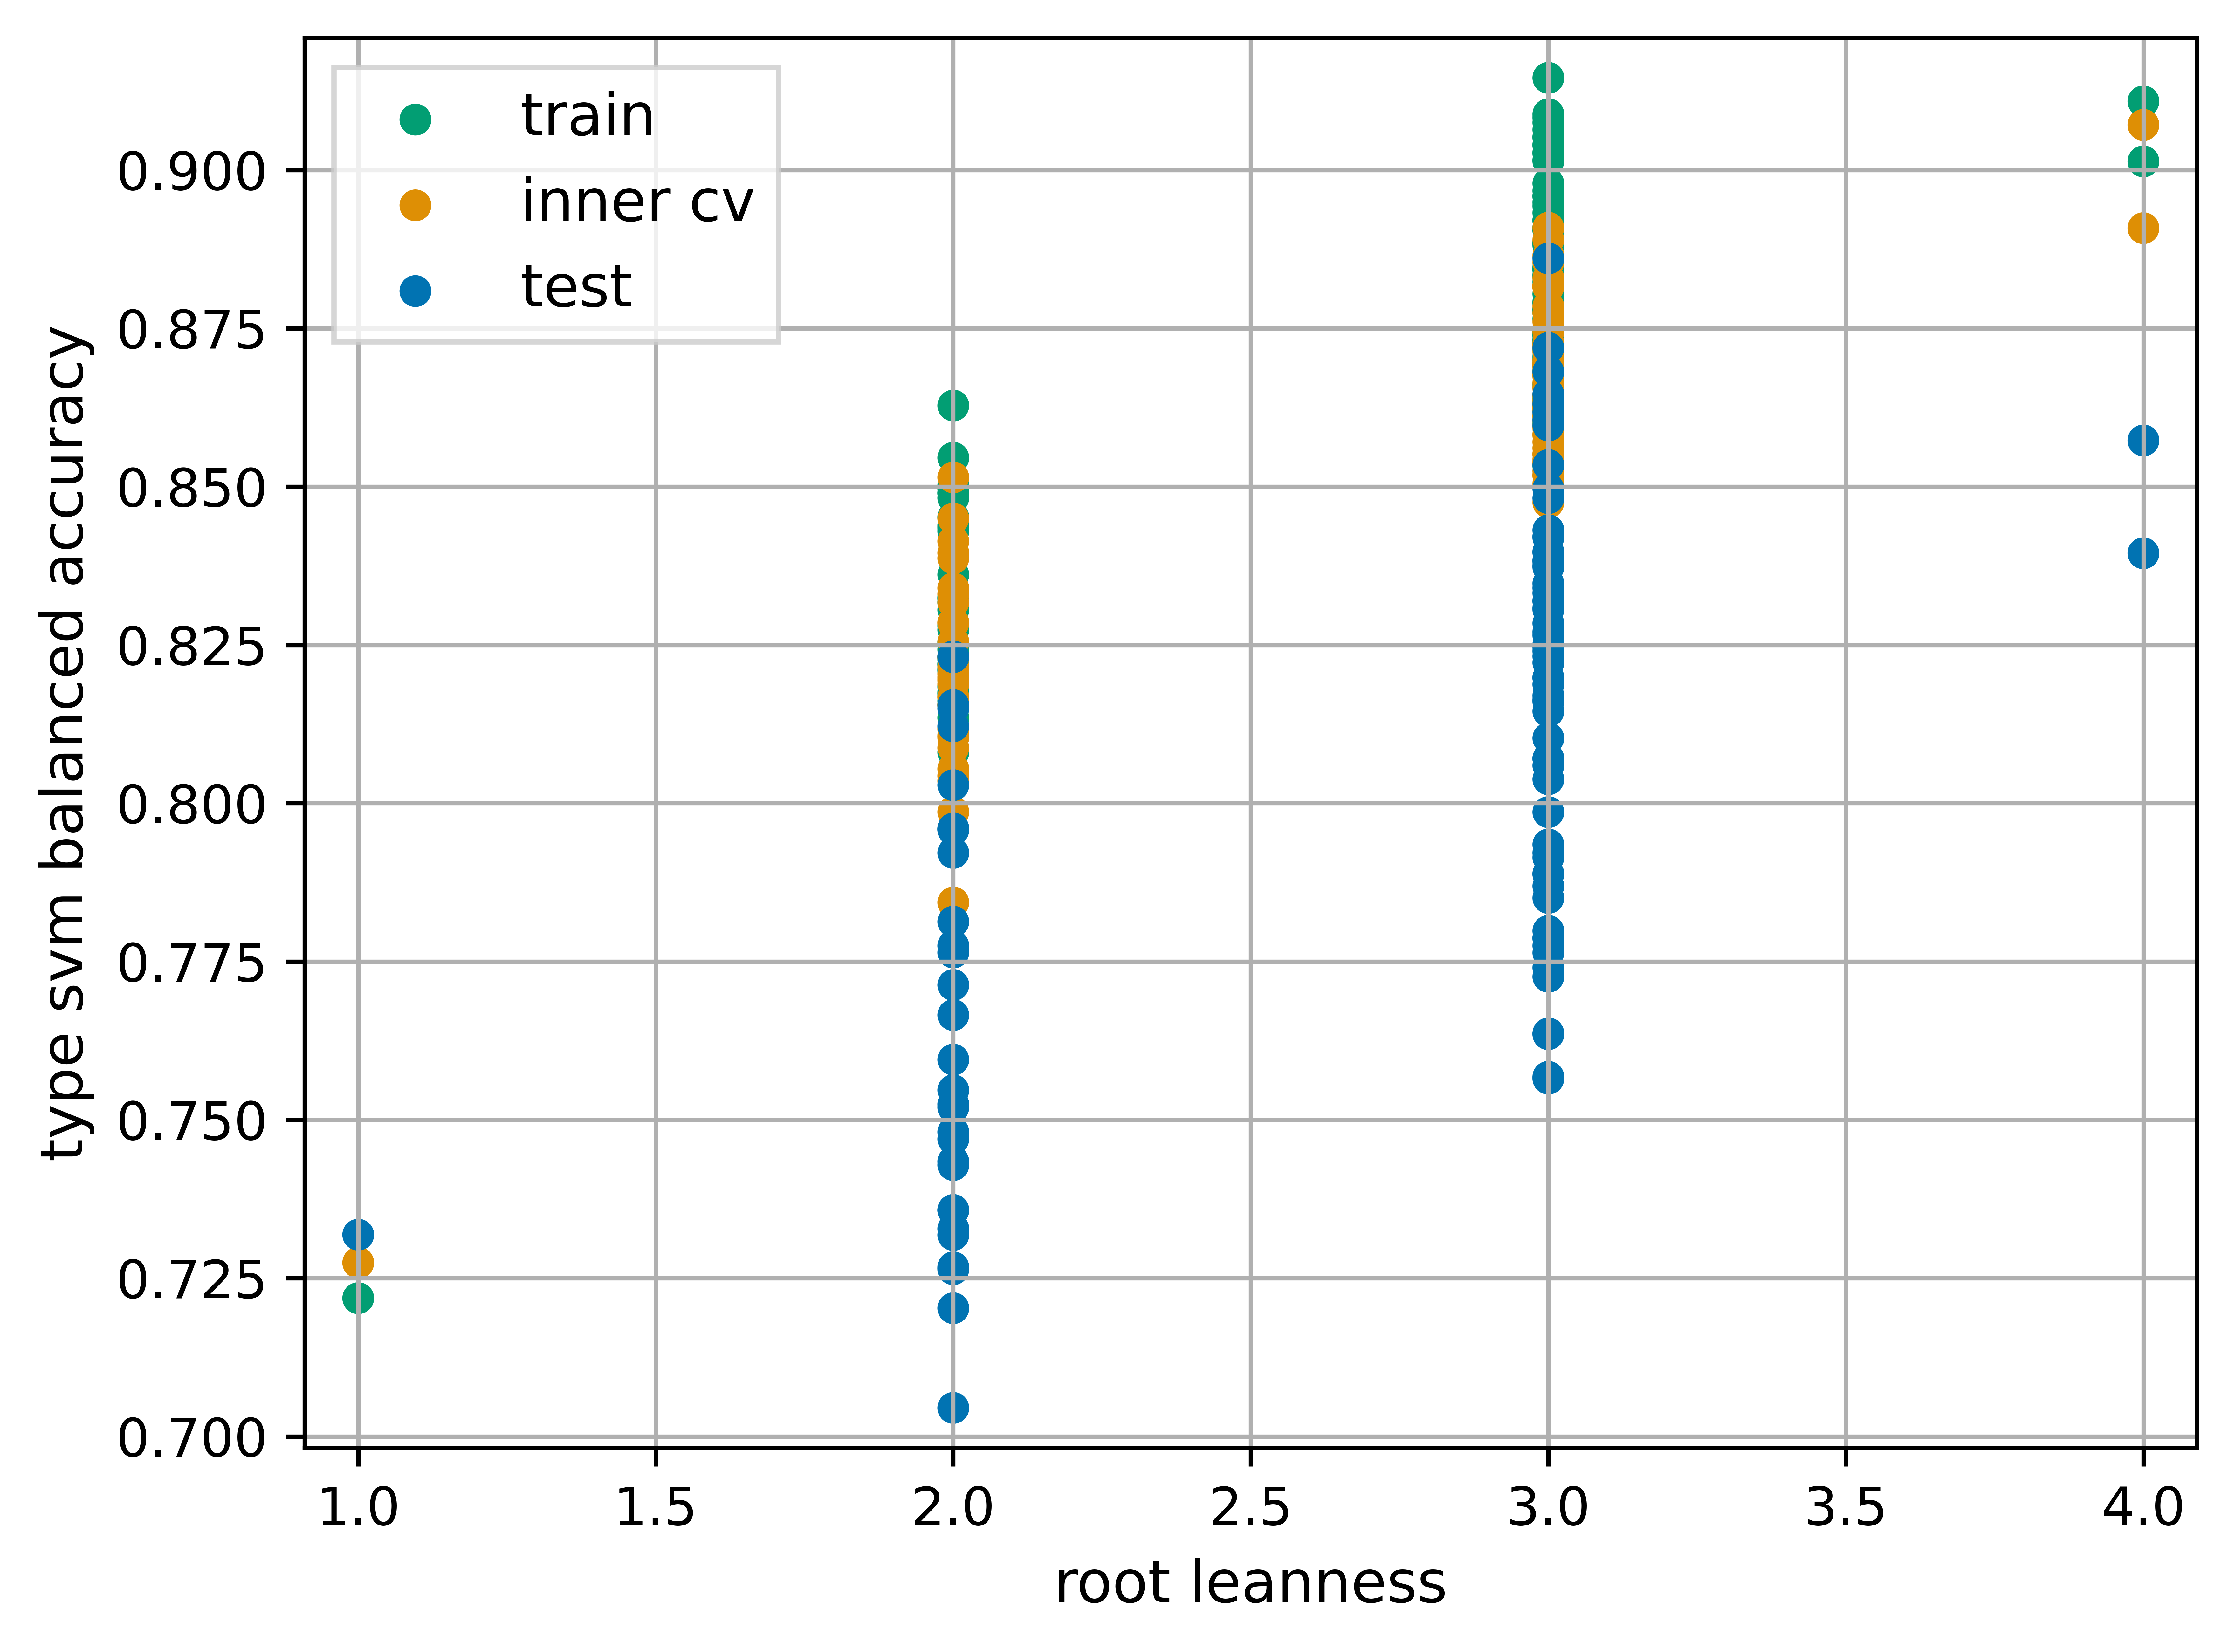 train
inner cv
test
type svm balanced accuracy
0.900
0.875
0.850
0.825
0.800
0.775
0.750
0.725
0.700
1.0 1.5 2.0 2.5 3.0 3.5 4.0
root leanness